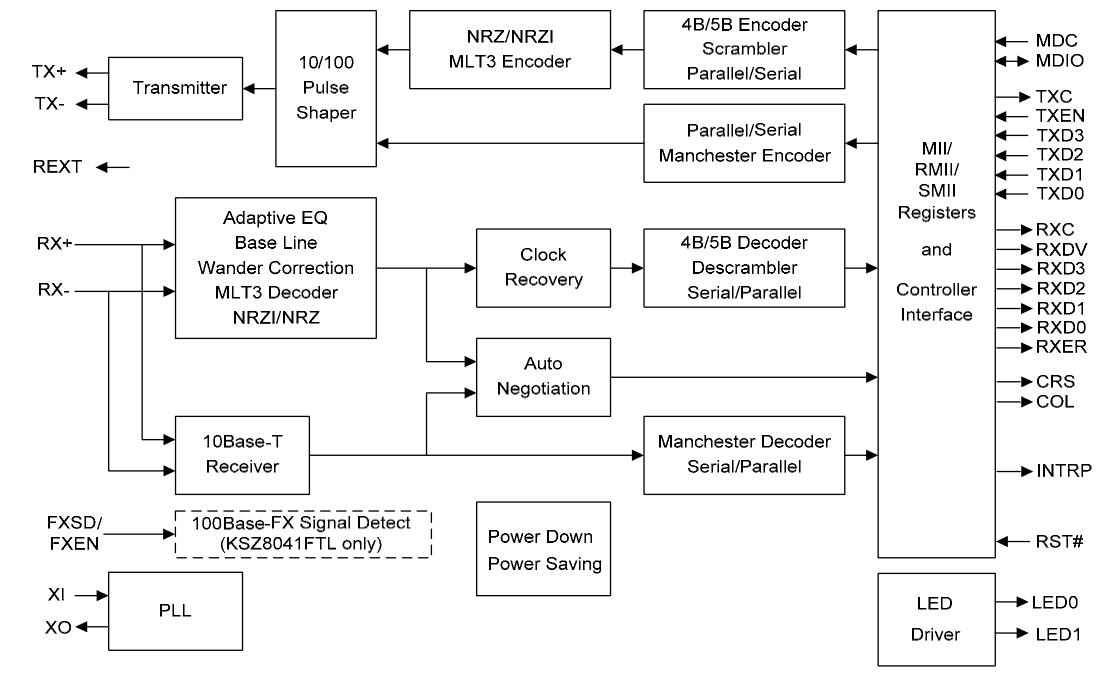 TX+
TX-
REXT
RX+
RX-
FXSD/
FXEN
XI
XO
Transmitter
10/100
Pulse
Shaper
NRZ/NRZI
MLT3 Encoder
4B/5B Encoder
Scrambler
Parallel/Serial
Parallel/Serial
Manchester Encoder
Adaptive EQ
Base Line
Wander Correction
MLT3 Decoder
NRZI/NRZ
Clock
Recovery
4B/5B Decoder
Descrambler
Serial/Parallel
Auto
Negotiation
10Base-T
Receiver
Manchester Decoder
Serial/Parallel
100Base-FX Signal Detect
(KSZ8041FTL only)
Power Down
Power Saving
PLL
MII/
RMII/
SMII
Registers
and
Controller
Interface
LED
Driver
MDC
MDIO
TXC
TXEN
TXD3
TXD2
TXD1
TXD0
RXC
RXDV
RXD3
RXD2
RXD1
RXD0
RXER
CRS
COL
INTRP
RST#
LED0
LED1